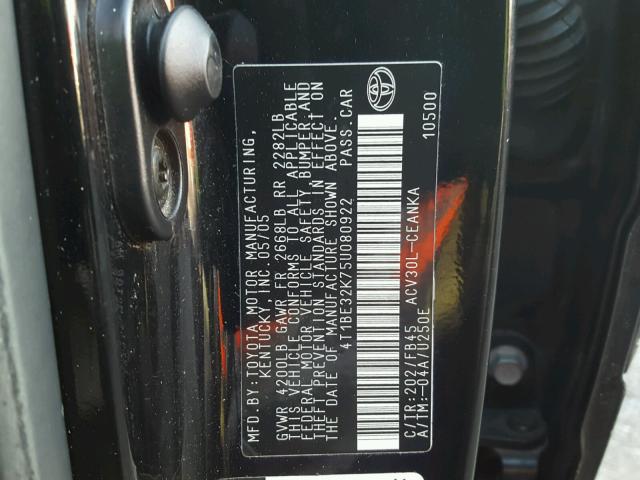 MFD.BY:TOYOTA MOTOR MANUFACTURING,
KENTUCKY, INC. 05/05
GVWR 4200LB GAWR FR 2668LB RR 2282LB
THIS VEHICLE CONFORMS TO ALL APPLICABLE
FEDERAL MOTOR VEHICLE SAFETY BUMPER,AND
THEFT PREVENTION STANDARDS IN EFFECT ON
THE DATE OF MANUFACTURE SHOWN ABOVE.
4T1BE32K75U080922 PASS. CAR
C/TR:202/FB45 ACV30L-CEANKA
A/TM:-04A/U250E 10500